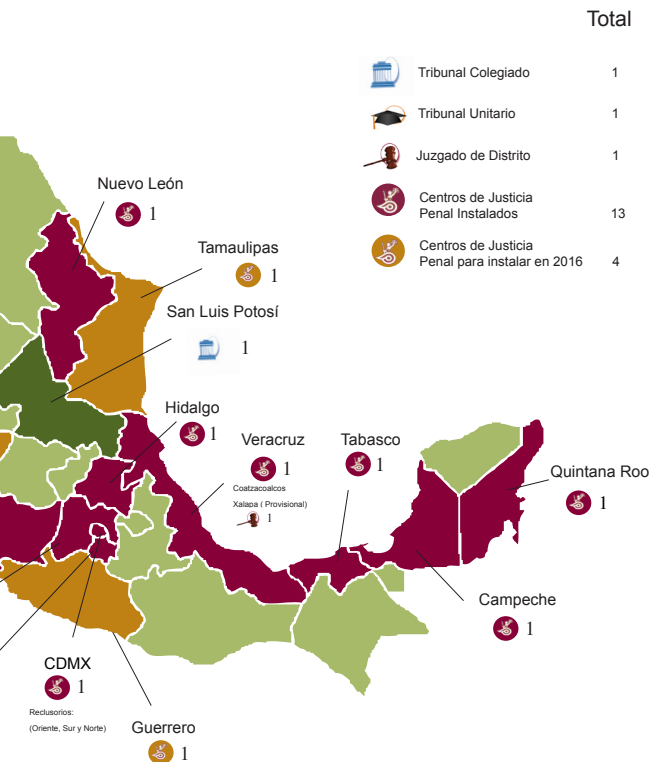 Total
Tribunal Colegiado 1
Tribunal Unitario 1
Juzgado de Distrito 1
Centros de Justicia
Penal Instalados 13
Centros de Justicia
Penal para instalar en 2016 4
Nuevo León
1
Tamaulipas
1
San Luis Potosí
1
Hidalgo
1
Veracruz
1
Coatzacoalcos
Xalapa ( Provisional)
1
Tabasco
1
Quintana Roo
1
Campeche
1
CDMX
1
Reclusorios:
(Oriente, Sur y Norte)
Guerrero
1